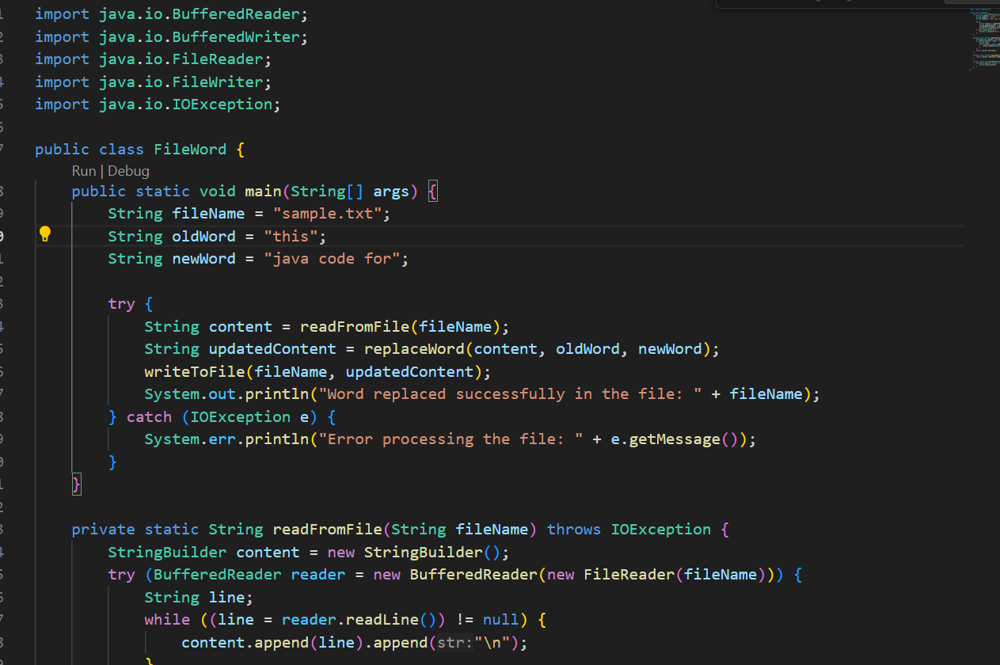 import java.io.BufferedReader;
import java.io.BufferedWriter;
import java.io.FileReader;
import java.io.FileWriter;
import java.io.IOException;
public class FileWord {
Run | Debug
public static void main(String[] args) {
String fileName = "sample.txt";
String oldWord = "this";
String newWord = "java code for";
try {
String content = readFromFile(fileName);
String updatedContent = replaceWord(content, oldWord, newWord);
writeToFile(fileName, updatedContent);
System.out.println("Word replaced successfully in the file: " + fileName);
} catch (IOException e) {
System.err.println("Error processing the file: " + e.getMessage());
}
}
private static String readFromFile(String fileName) throws IOException {
StringBuilder content = new StringBuilder();
try (BufferedReader reader = new BufferedReader(new FileReader(fileName))) {
String line;
while ((line = reader.readLine()) != null) {
content.append(line).append(str:"\n");
}